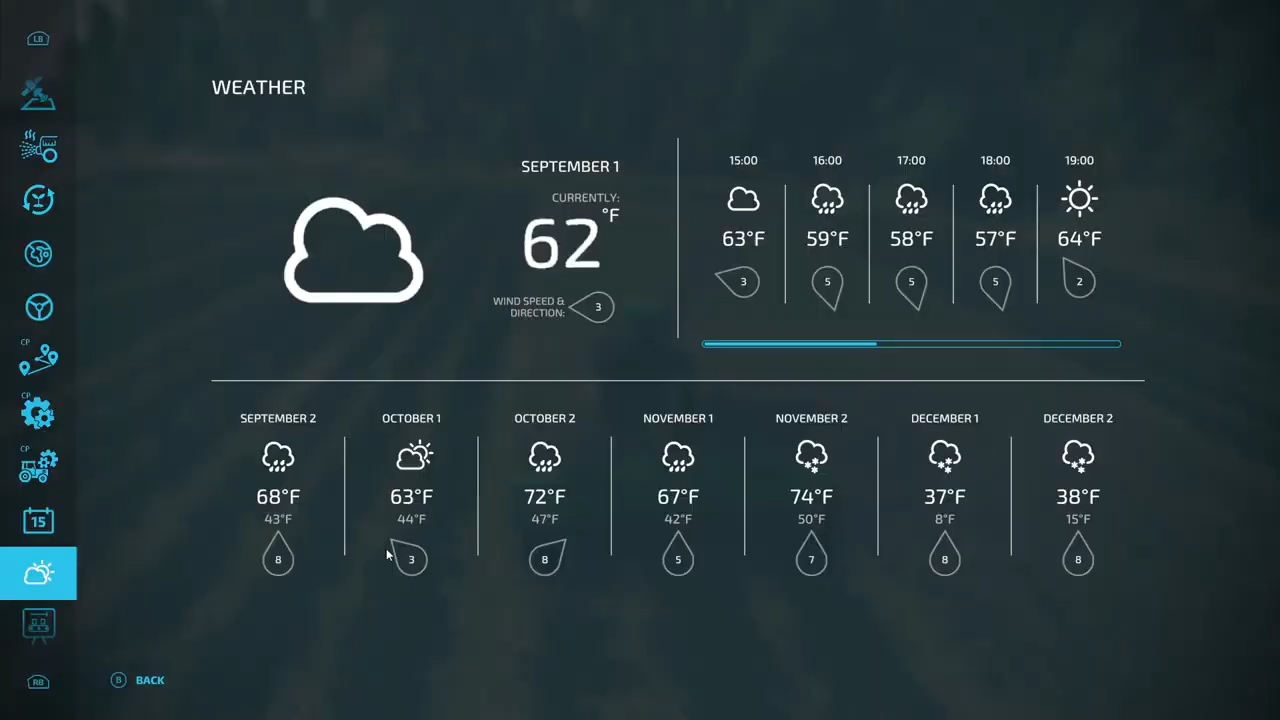 LB
WEATHER
SEPTEMBER 1
CURRENTLY:
62 °F
WIND SPEED &
DIRECTION:
3
15:00 16:00 17:00 18:00 19:00
63°F 59°F 58°F 57°F 64°F
3 5 5 5 2
CP
CP
CP
15
SEPTEMBER 2 OCTOBER 1 OCTOBER 2 NOVEMBER 1 NOVEMBER 2 DECEMBER 1 DECEMBER 2
68°F 63°F 72°F 67°F 74°F 37°F 38°F
43°F 44°F 47°F 42°F 50°F 8°F 15°F
8 3 8 5 7 8 8
RB
B BACK